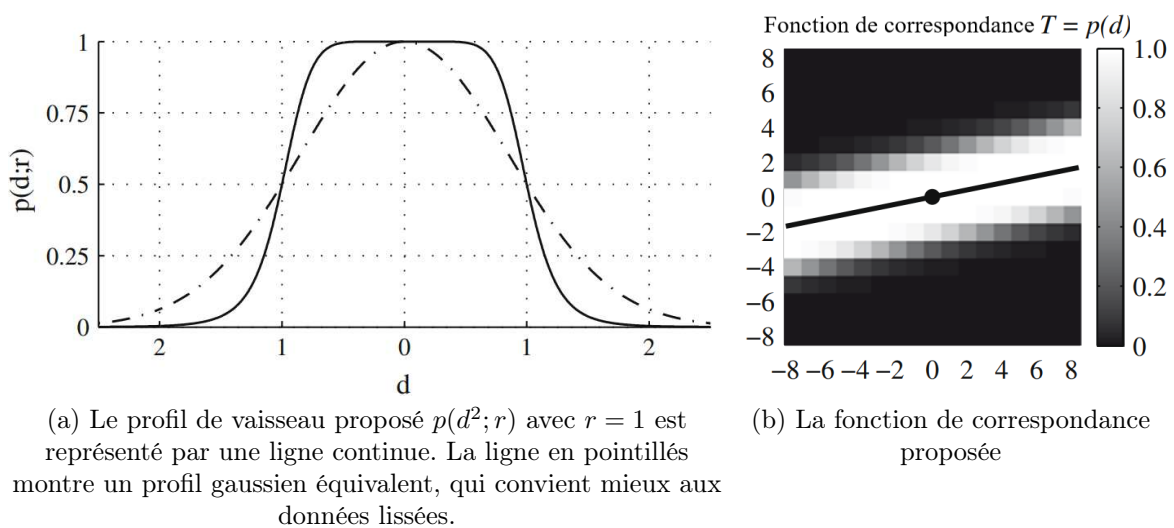 1
0.75
0.5
0.25
0
p(d;r)
2 1 0 1 2
d
(a) Le profil de vaisseau proposé p(d²; r) avec r = 1 est
représenté par une ligne continue. La ligne en pointillés
montre un profil gaussien équivalent, qui convient mieux aux
données lissées.
Fonction de correspondance T = p(d)
8
6
4
2
0
−2
−4
−6
−8
−8 −6 −4 −2 0 2 4 6 8
1.0
0.8
0.6
0.4
0.2
0
(b) La fonction de correspondance
proposée